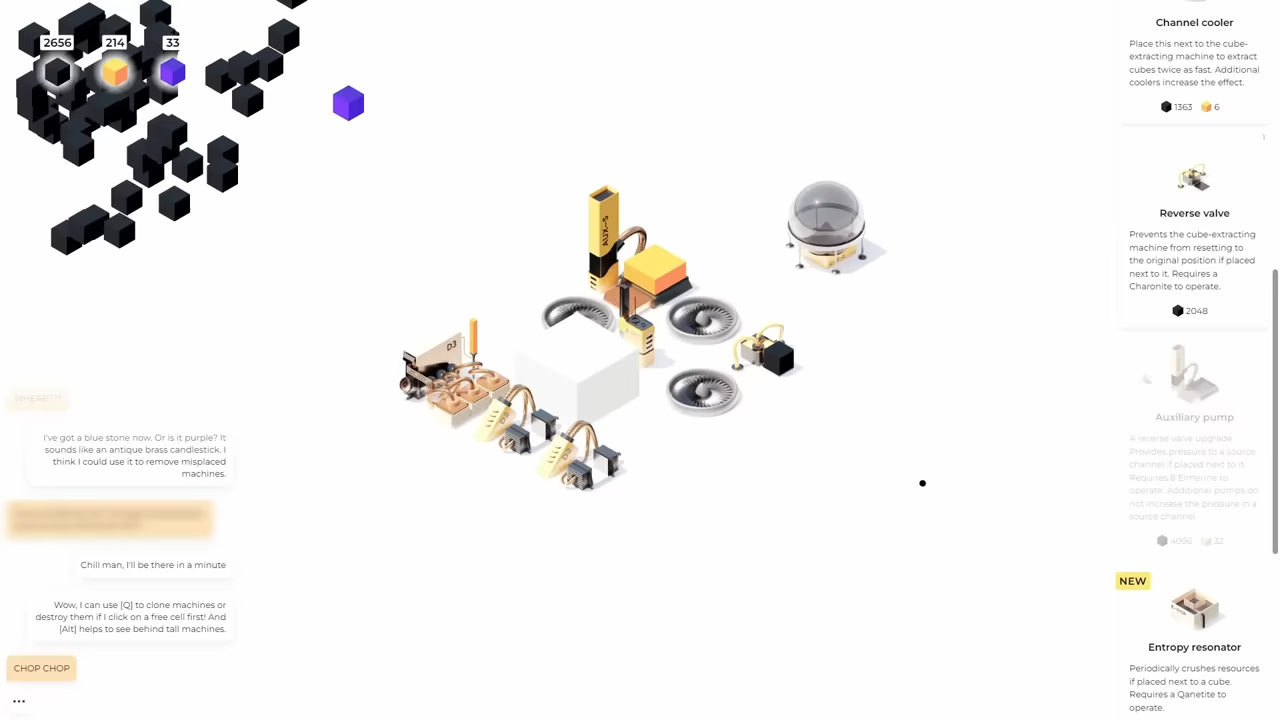 2656 214 33
WHERE???
I've got a blue stone now. Or is it purple? It
sounds like an antique brass candlestick. I
think I could use it to remove misplaced
machines.
Chill man, I'll be there in a minute
Wow, I can use [Q] to clone machines or
destroy them if I click on a free cell first! And
[Alt] helps to see behind tall machines.
CHOP CHOP
...
AUX-S
D3
Channel cooler
Place this next to the cube-
extracting machine to extract
cubes twice as fast. Additional
coolers increase the effect.
1363 6
1
Reverse valve
Prevents the cube-extracting
machine from resetting to
the original position if placed
next to it. Requires a
Charonite to operate.
2048
Auxiliary pump
A reverse valve upgrade.
Provides pressure to a source
channel if placed next to it.
Requires 8 Elmerine to
operate. Additional pumps do
not increase the pressure in a
source channel.
4096 32
NEW
Entropy resonator
Periodically crushes resources
if placed next to a cube.
Requires a Qanetite to
operate.